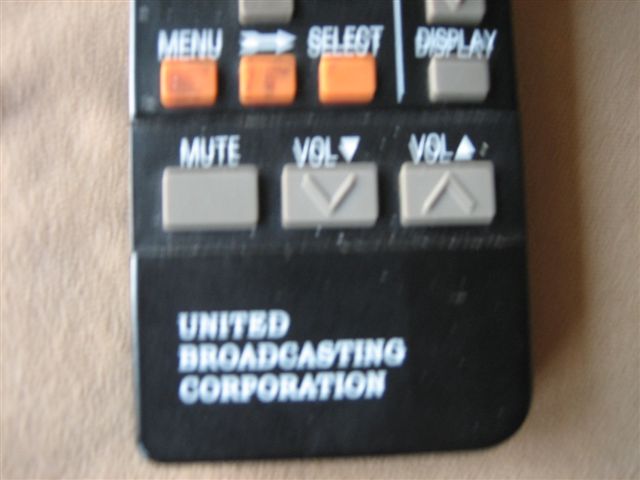 MENU SELECT DISPLAY
MUTE VOL▼ VOL▲
UNITED
BROADCASTING
CORPORATION